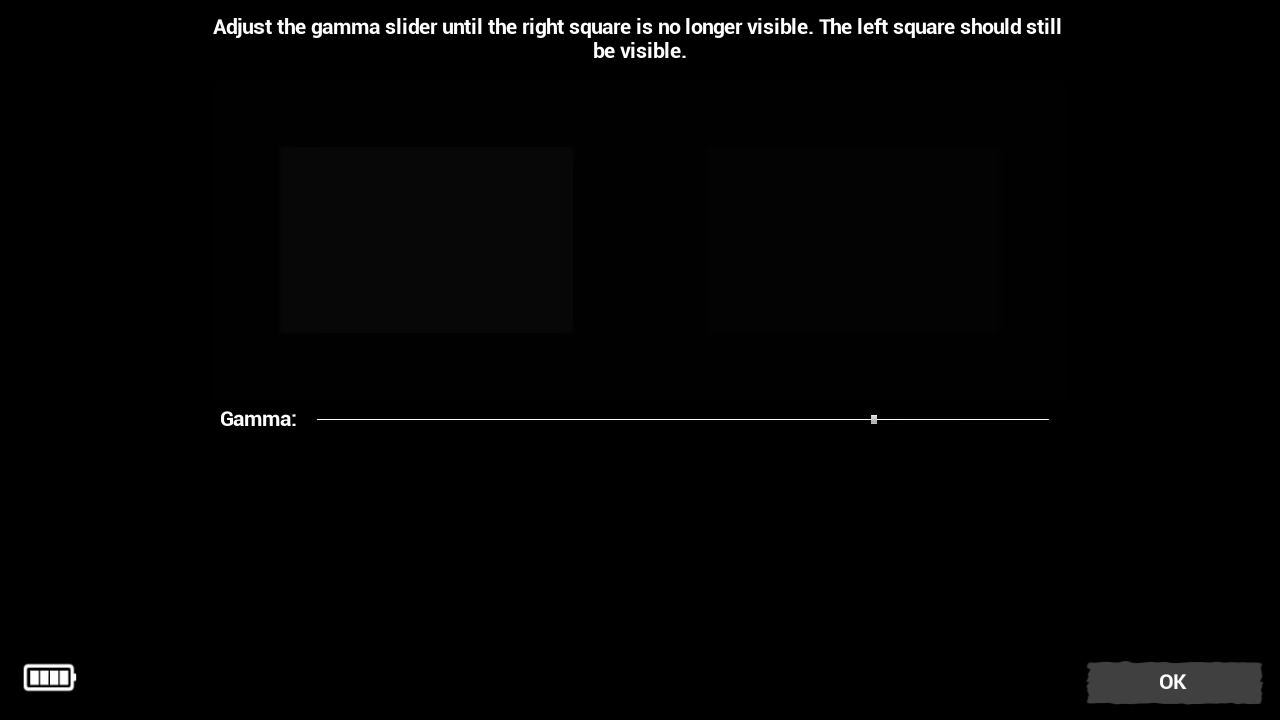 Adjust the gamma slider until the right square is no longer visible. The left square should still
be visible.
Gamma:
OK